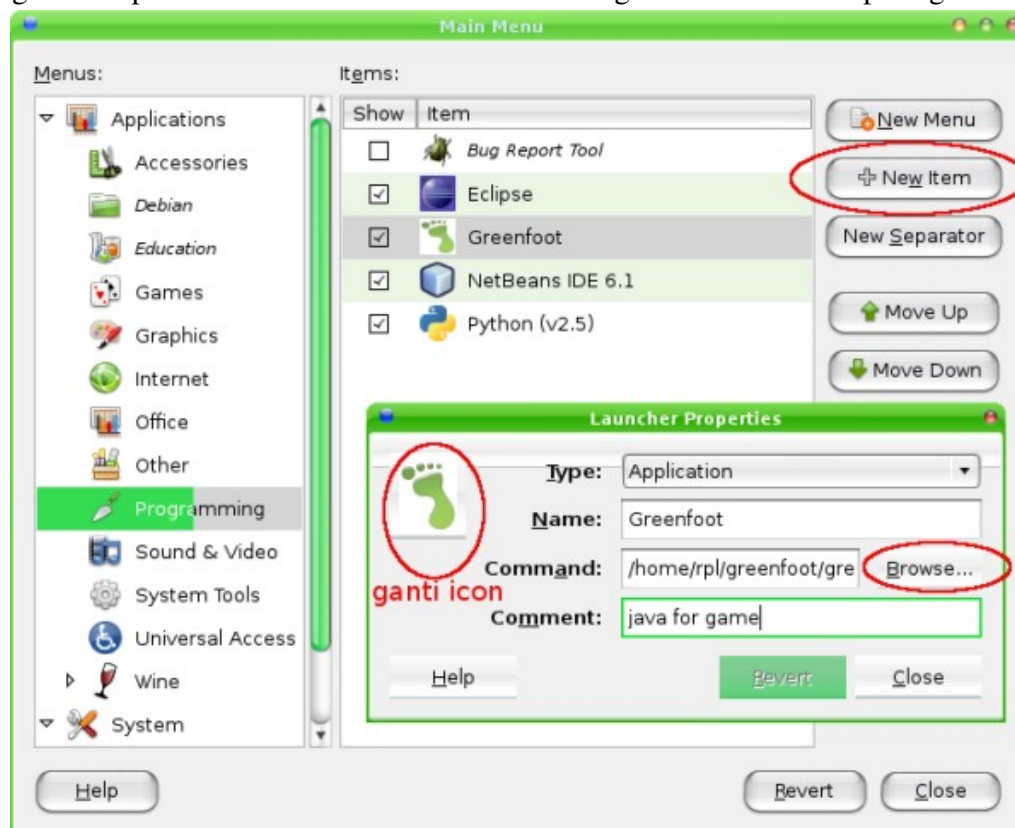 Main Menu
Menus:
Items:
Applications
Accessories
Debian
Education
Games
Graphics
Internet
Office
Other
Programming
Sound & Video
System Tools
Universal Access
Wine
System
Show Item
Bug Report Tool
Eclipse
Greenfoot
NetBeans IDE 6.1
Python (v2.5)
New Menu
New Item
New Separator
Move Up
Move Down
Launcher Properties
Type: Application
Name: Greenfoot
Command: /home/rpl/greenfoot/gre Browse...
ganti icon
Comment: java for game
Help Revert Close
Help Revert Close